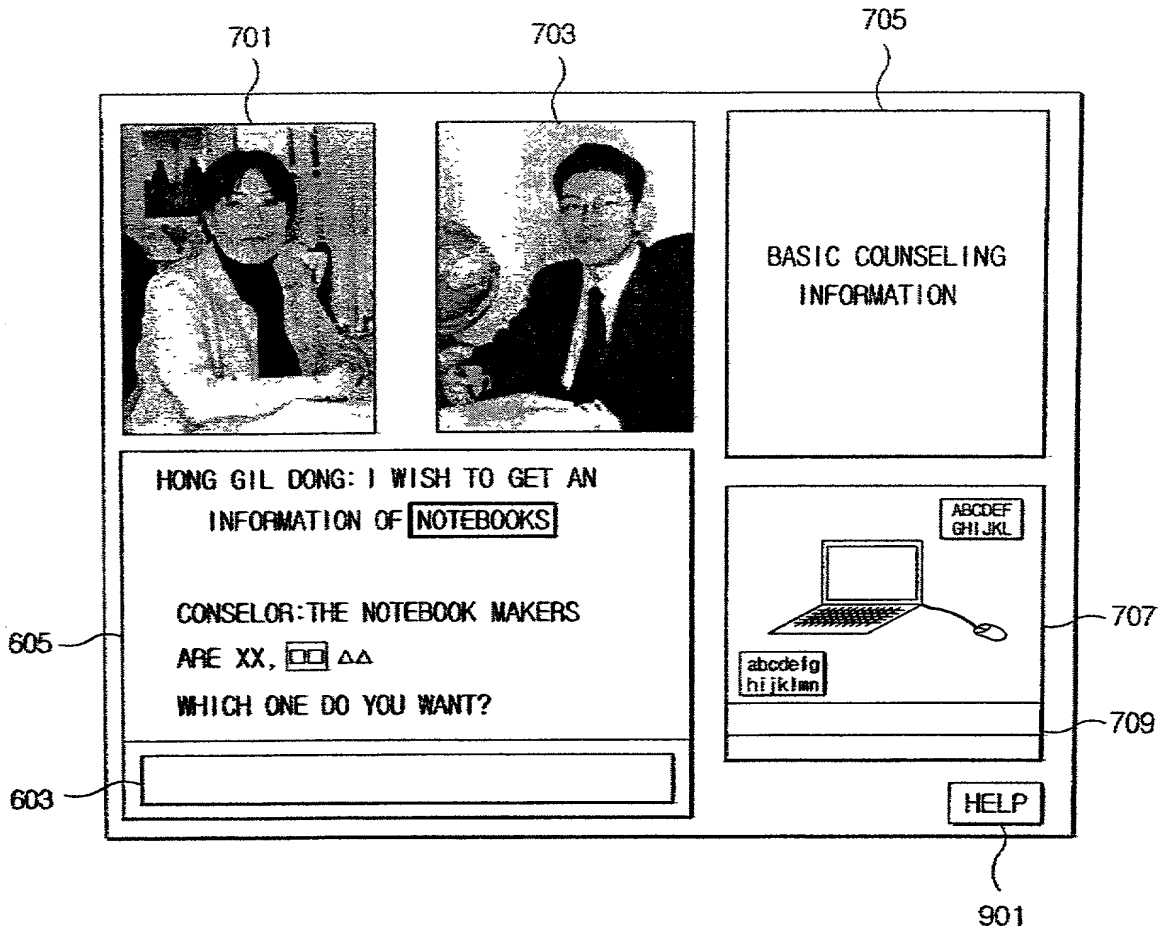 701
703
705
BASIC COUNSELING
INFORMATION
HONG GIL DONG: I WISH TO GET AN
INFORMATION OF NOTEBOOKS
CONSELOR:THE NOTEBOOK MAKERS
ARE XX, □□ △△
WHICH ONE DO YOU WANT?
605
603
ABCDEF
GHIJKL
abcdefg
hijklmn
707
709
HELP
901